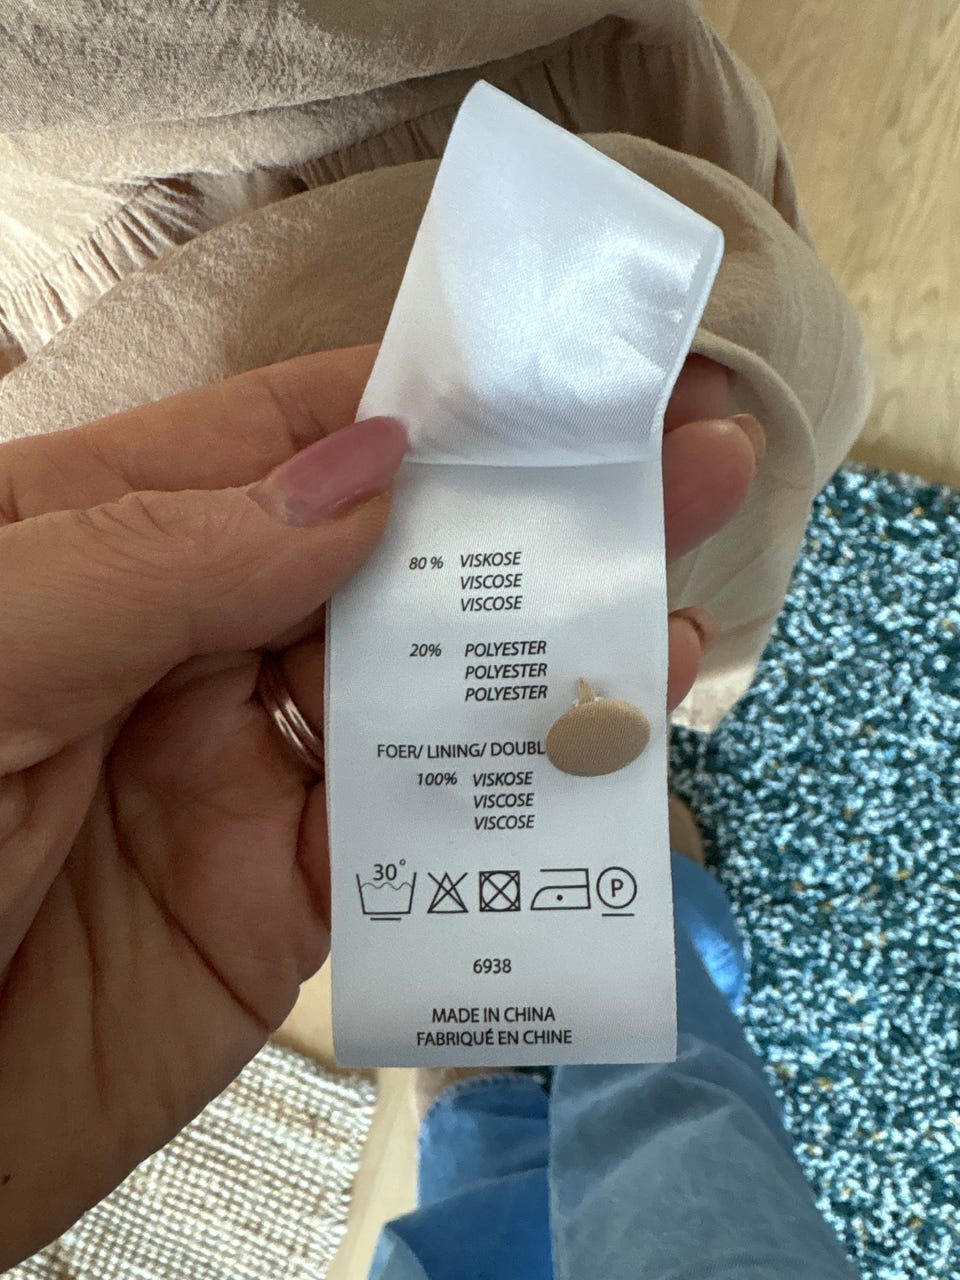 80 % VISKOSE
VISCOSE
VISCOSE
20% POLYESTER
POLYESTER
POLYESTER
FOER/ LINING/ DOUBL
100% VISKOSE
VISCOSE
VISCOSE
30°
P
6938
MADE IN CHINA
FABRIQUÉ EN CHINE